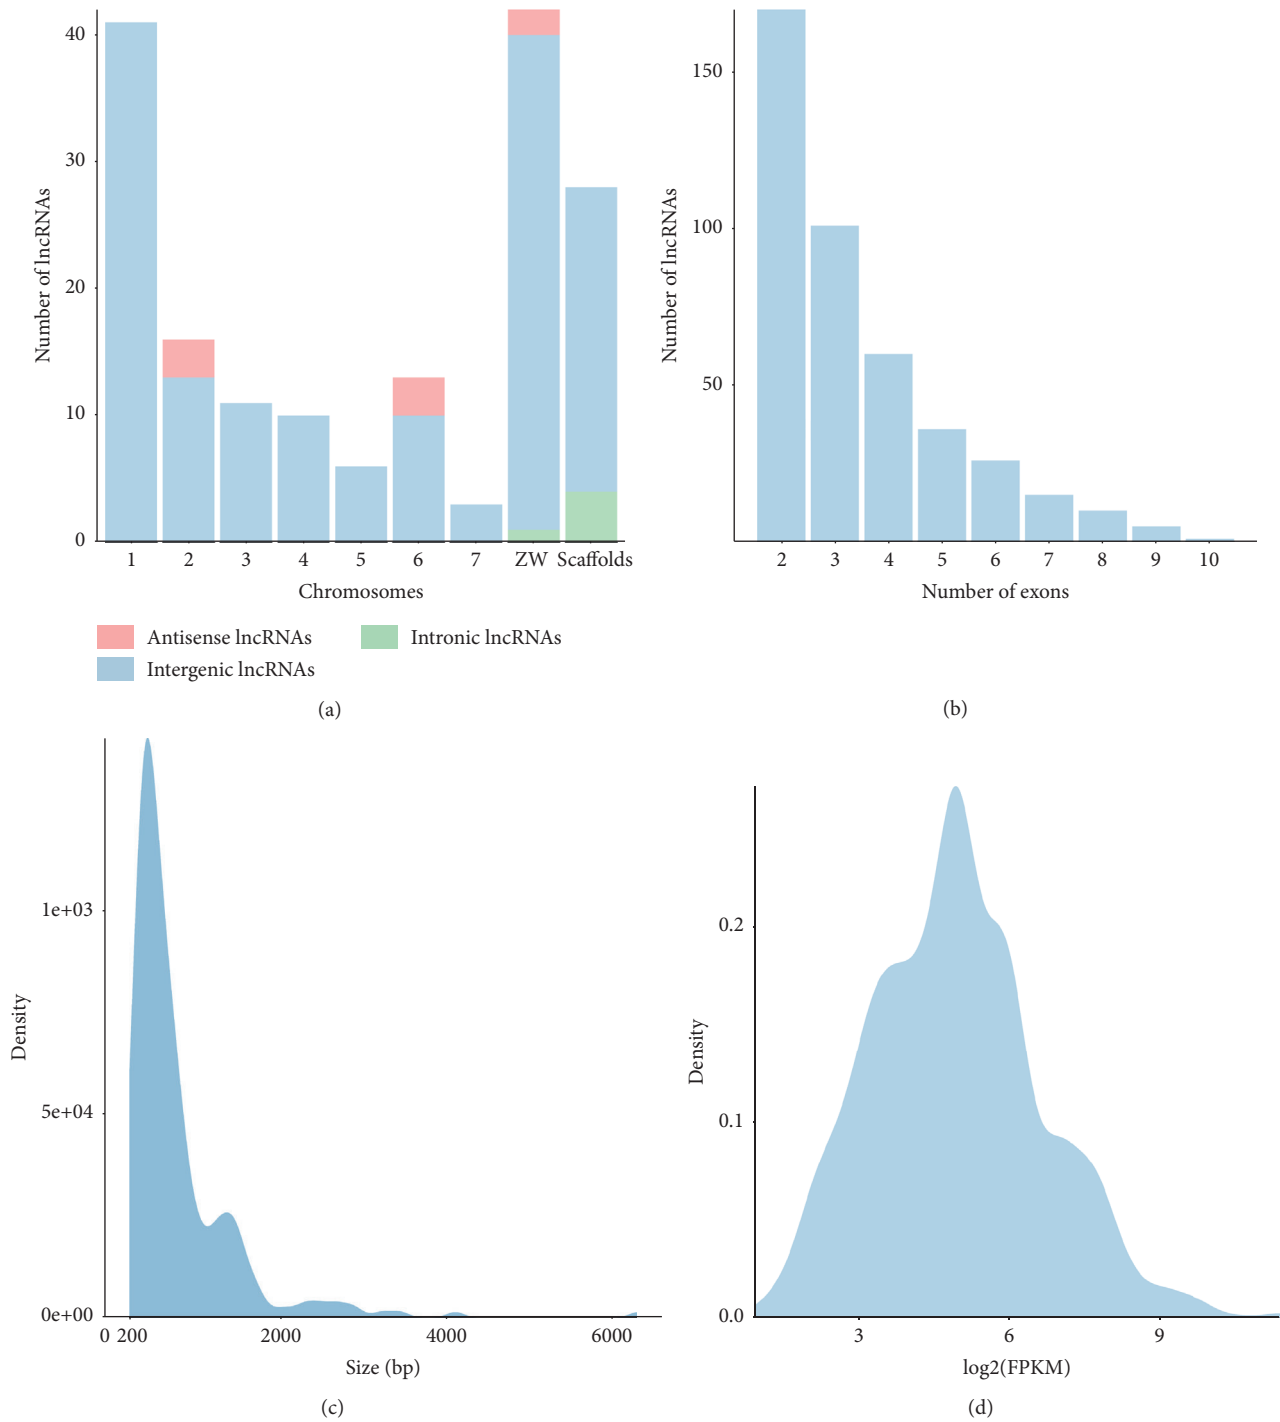 40
30
20
10
0
Number of lncRNAs
1 2 3 4 5 6 7 ZW Scaffolds
Chromosomes
Antisense lncRNAs
Intergenic lncRNAs
Intronic lncRNAs
(a)
150
100
50
Number of lncRNAs
2 3 4 5 6 7 8 9 10
Number of exons
(b)
1e+03
5e+04
0e+00
Density
0 200 2000 4000 6000
Size (bp)
(c)
0.2
0.1
0.0
Density
3 6 9
log2(FPKM)
(d)